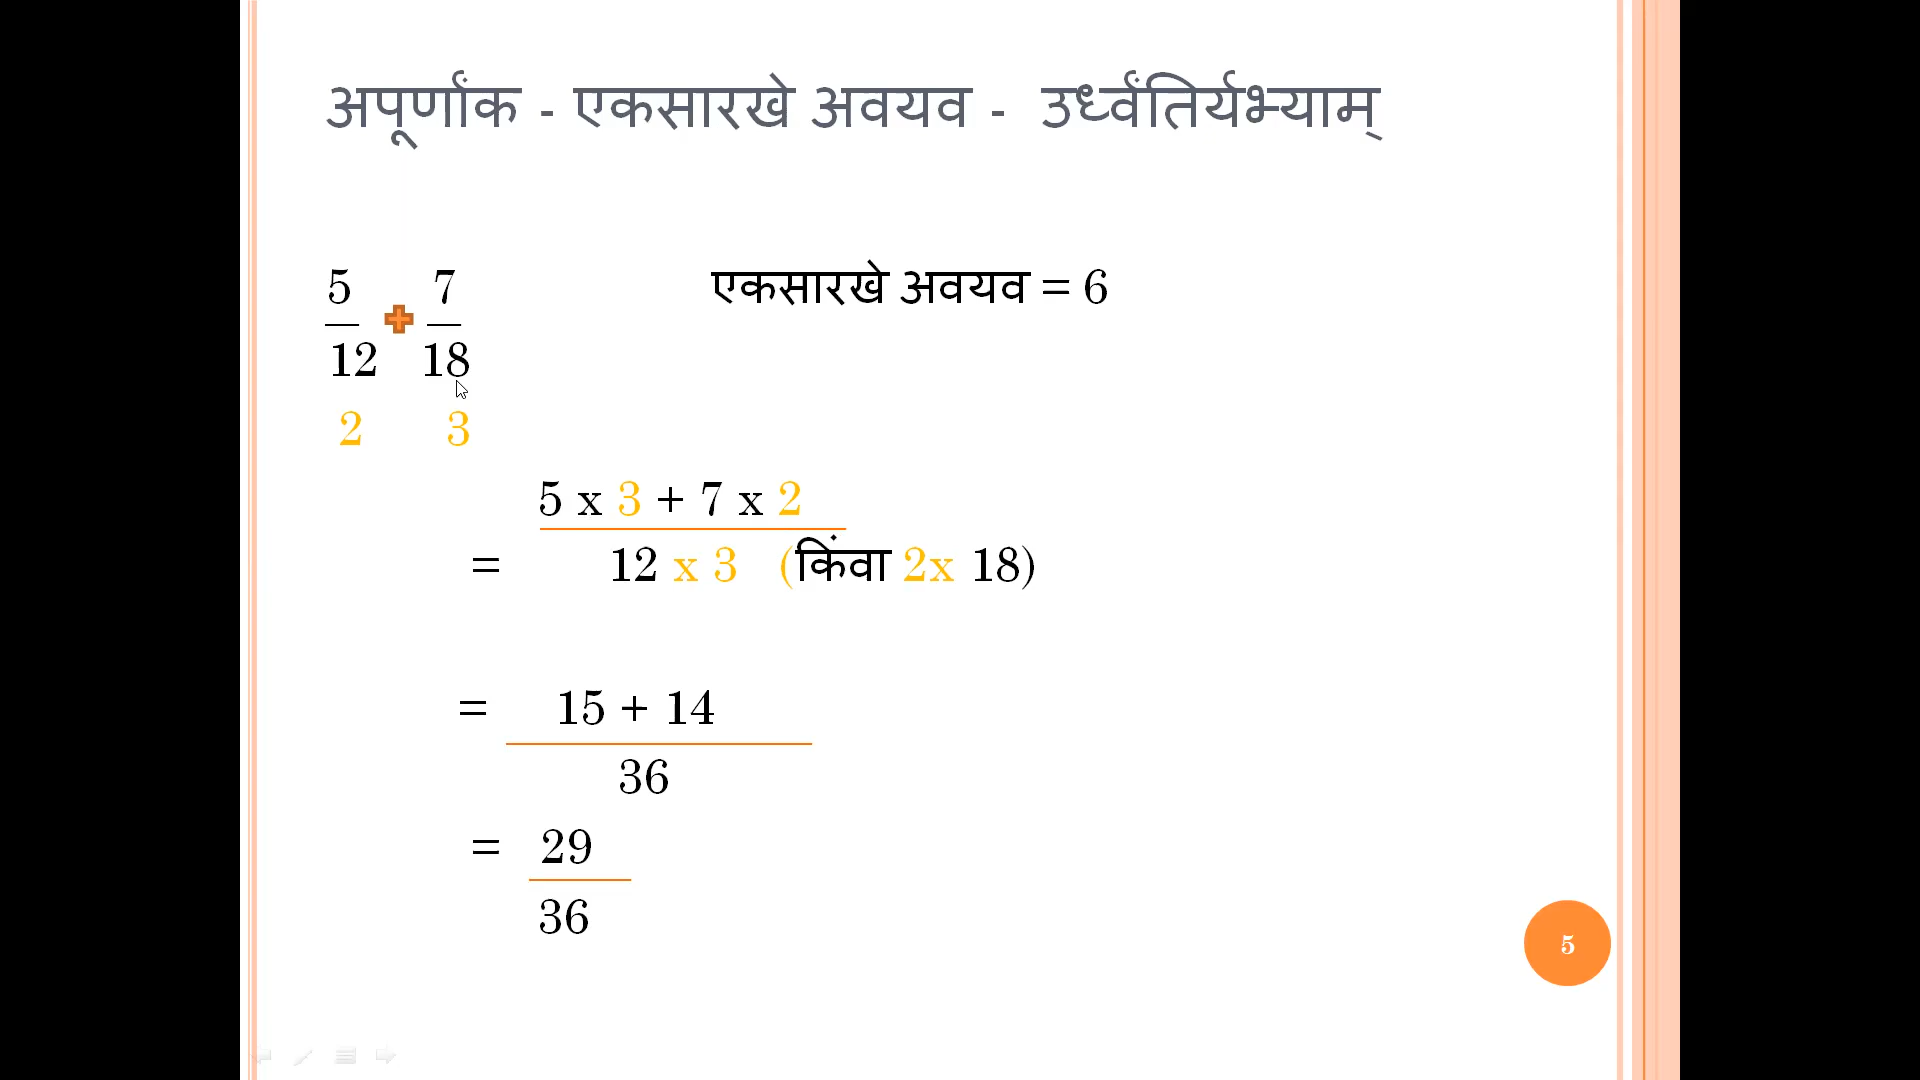 अपूर्णांक - एकसारखे अवयव - उर्ध्वंतिर्यभ्याम्
5 7 एकसारखे अवयव = 6
12 18
2 3
5 x 3 + 7 x 2
= 12 x 3 (किंवा 2x 18)
= 15 + 14
36
= 29
36
5